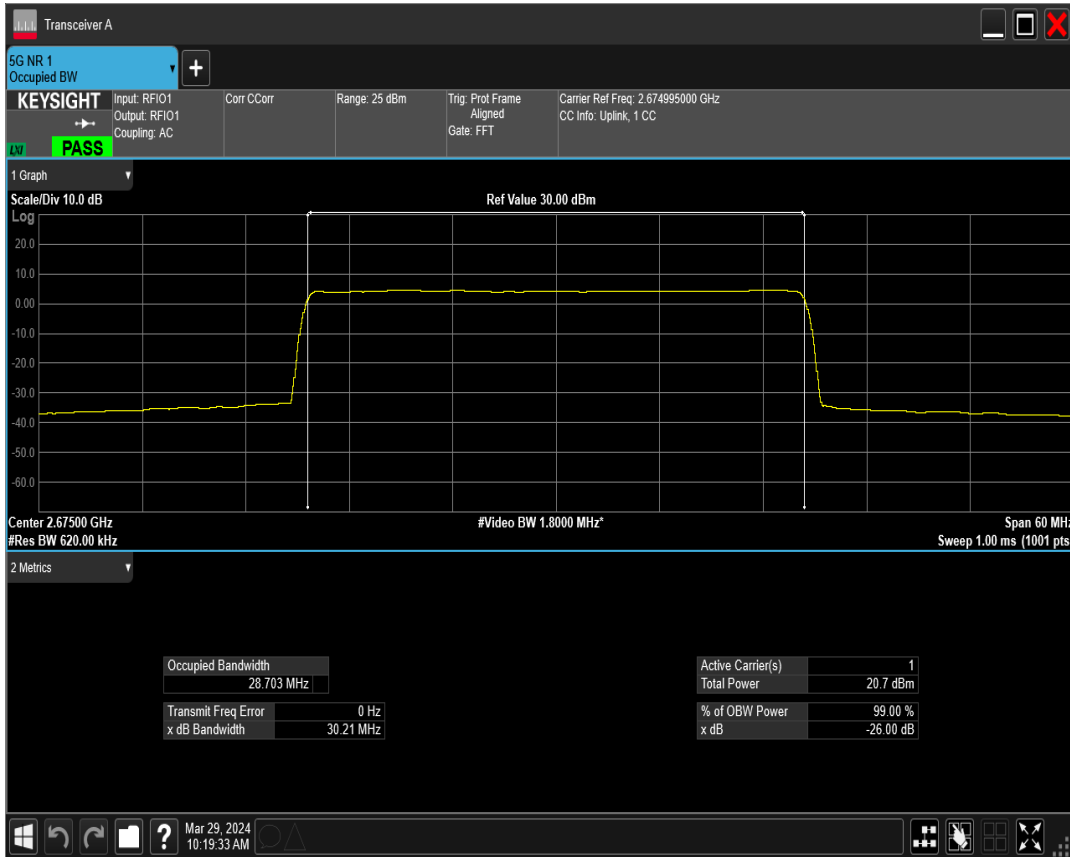 Transceiver A
5G NR 1
Occupied BW
KEYSIGHT
LXI
PASS
Input: RFIO1
Output: RFIO1
Coupling: AC
Corr CCorr
Range: 25 dBm
Trig: Prot Frame
Aligned
Gate: FFT
Carrier Ref Freq: 2.674995000 GHz
CC Info: Uplink, 1 CC
1 Graph
Scale/Div 10.0 dB
Ref Value 30.00 dBm
Log
20.0
10.0
0.00
-10.0
-20.0
-30.0
-40.0
-50.0
-60.0
Center 2.67500 GHz
#Video BW 1.8000 MHz*
Span 60 MHz
#Res BW 620.00 kHz
Sweep 1.00 ms (1001 pts
2 Metrics
Occupied Bandwidth
28.703 MHz
Transmit Freq Error 0 Hz
x dB Bandwidth 30.21 MHz
Active Carrier(s) 1
Total Power 20.7 dBm
% of OBW Power 99.00 %
x dB -26.00 dB
?
Mar 29, 2024
10:19:33 AM